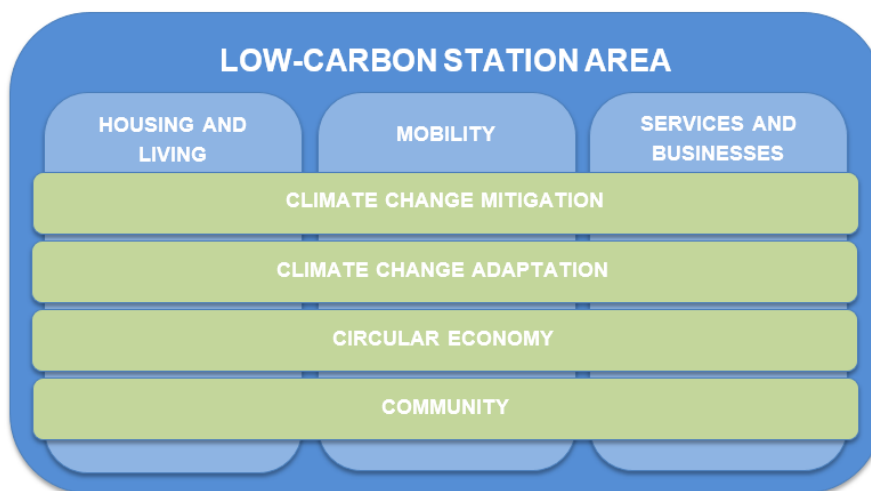 LOW-CARBON STATION AREA
HOUSING AND
LIVING
MOBILITY
SERVICES AND
BUSINESSES
CLIMATE CHANGE MITIGATION
CLIMATE CHANGE ADAPTATION
CIRCULAR ECONOMY
COMMUNITY